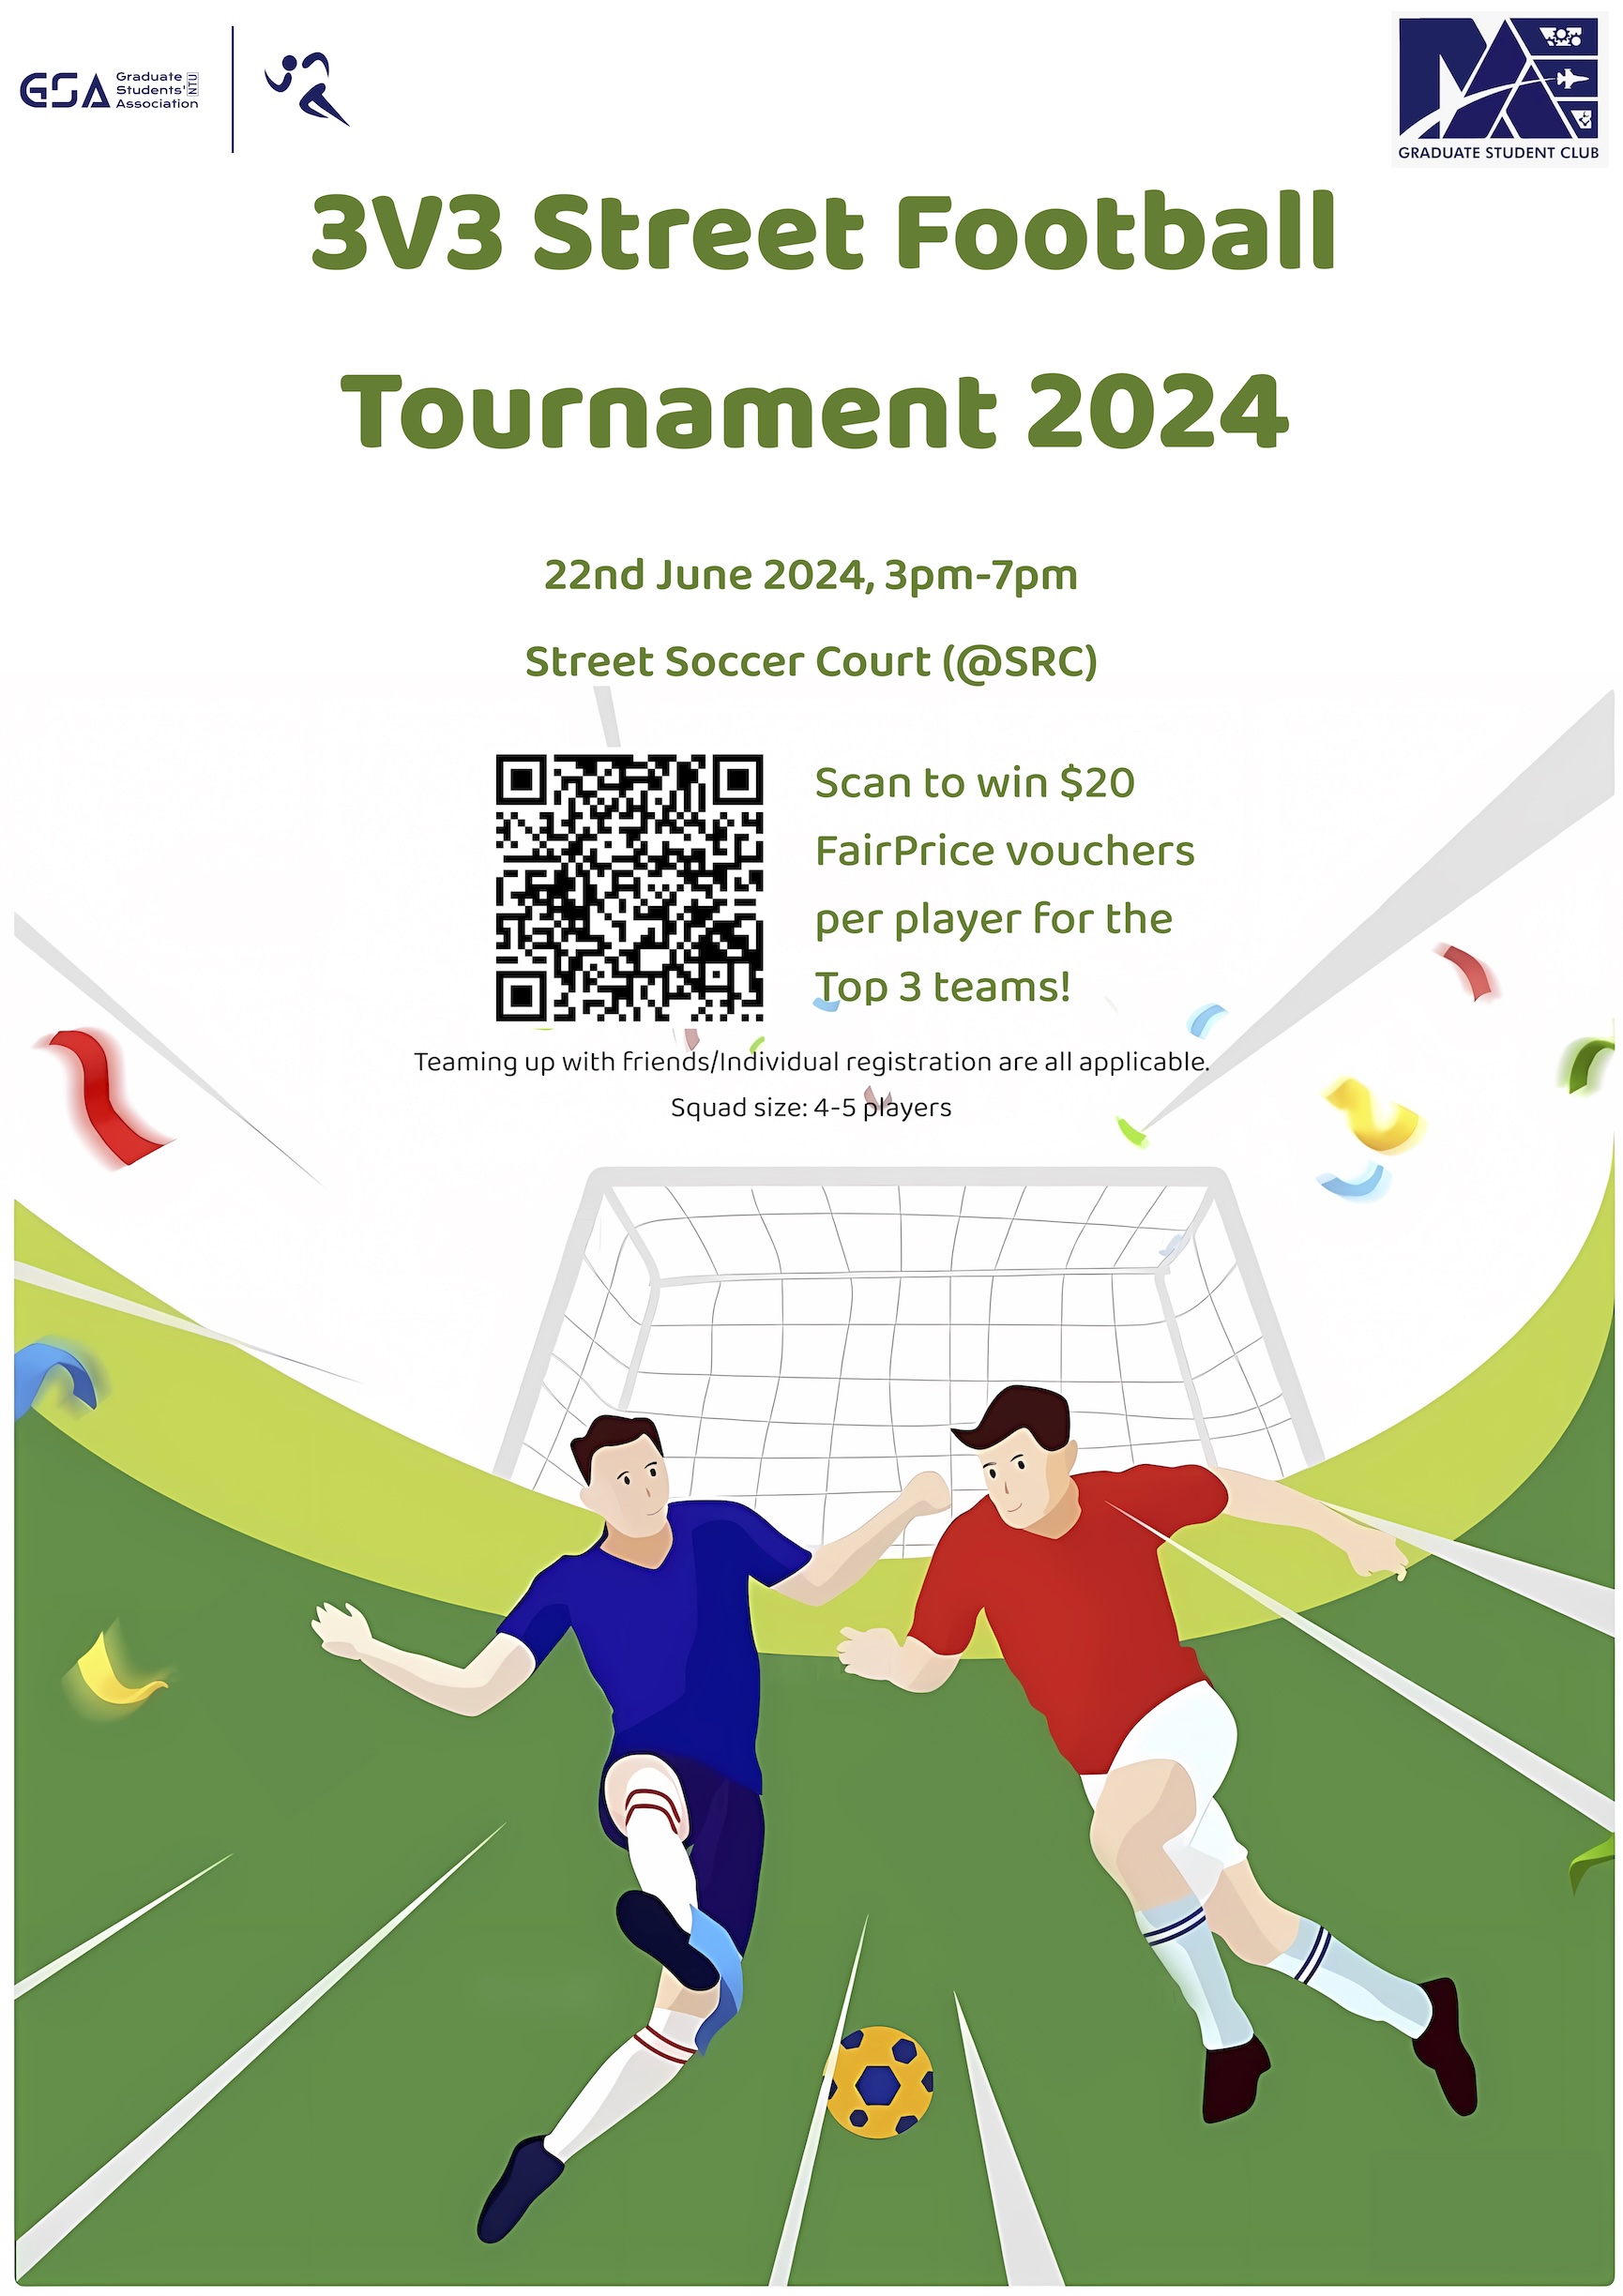 GSA
Graduate
Students'
Association
NTU
MAE
GRADUATE STUDENT CLUB
3V3 Street Football
Tournament 2024
22nd June 2024, 3pm-7pm
Street Soccer Court (@SRC)
Scan to win $20
FairPrice vouchers
per player for the
Top 3 teams!
Teaming up with friends/Individual registration are all applicable.
Squad size: 4-5 players